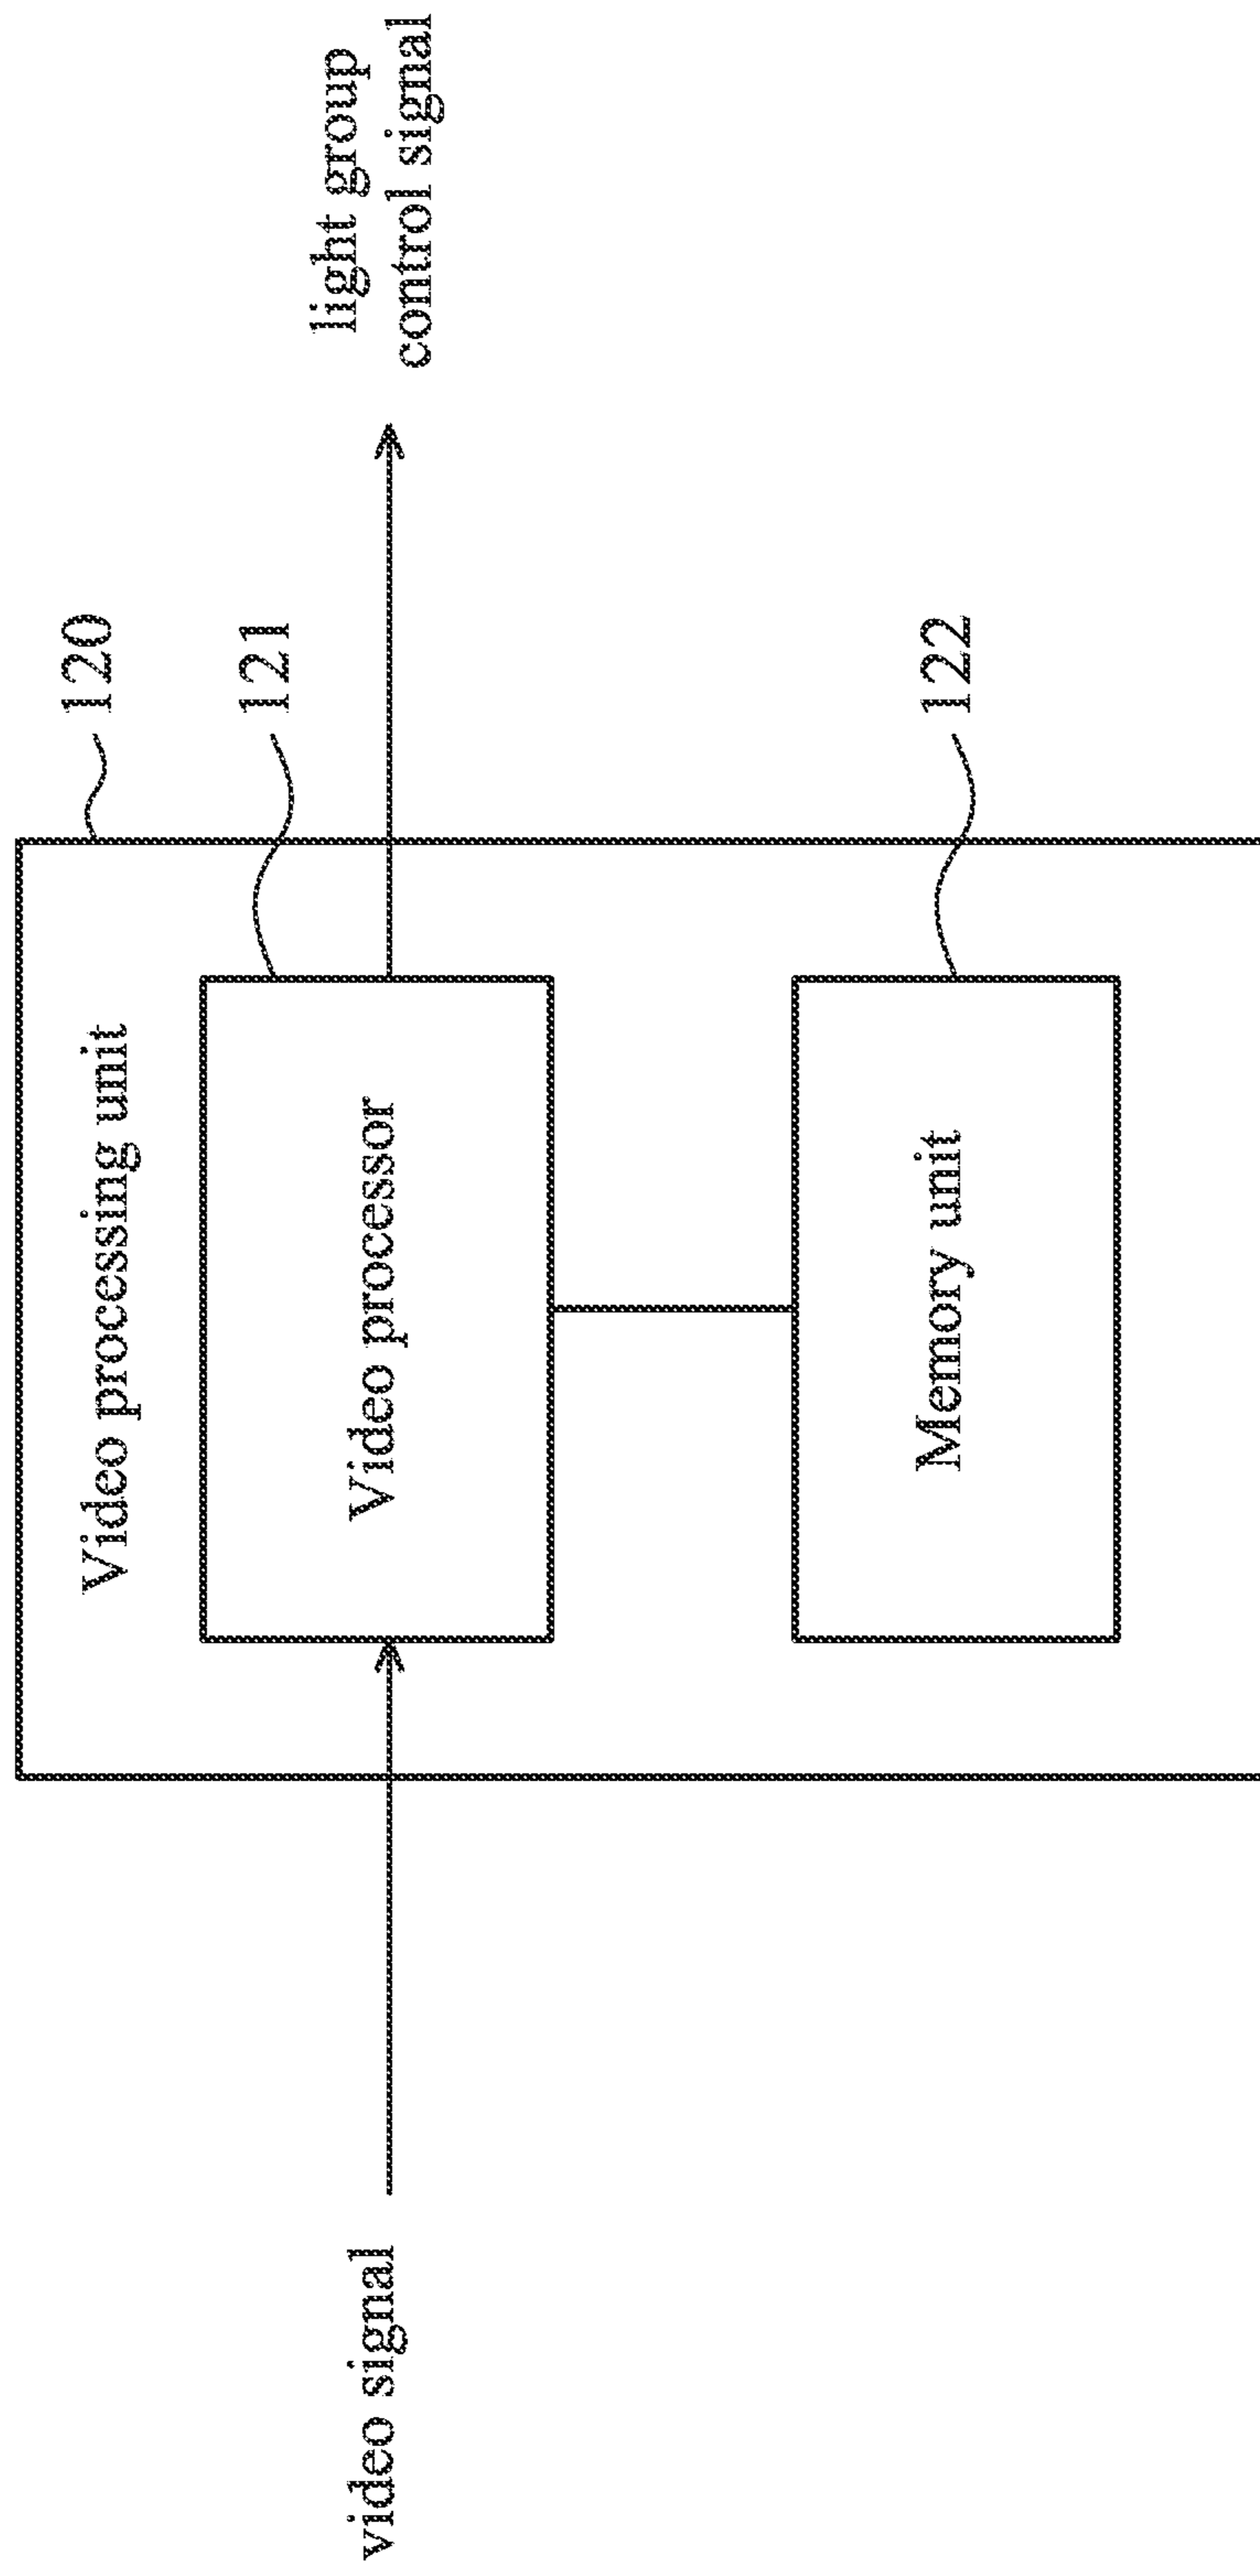 Video processing unit
120
121
Video processor
video signal
light group
control signal
Memory unit
122